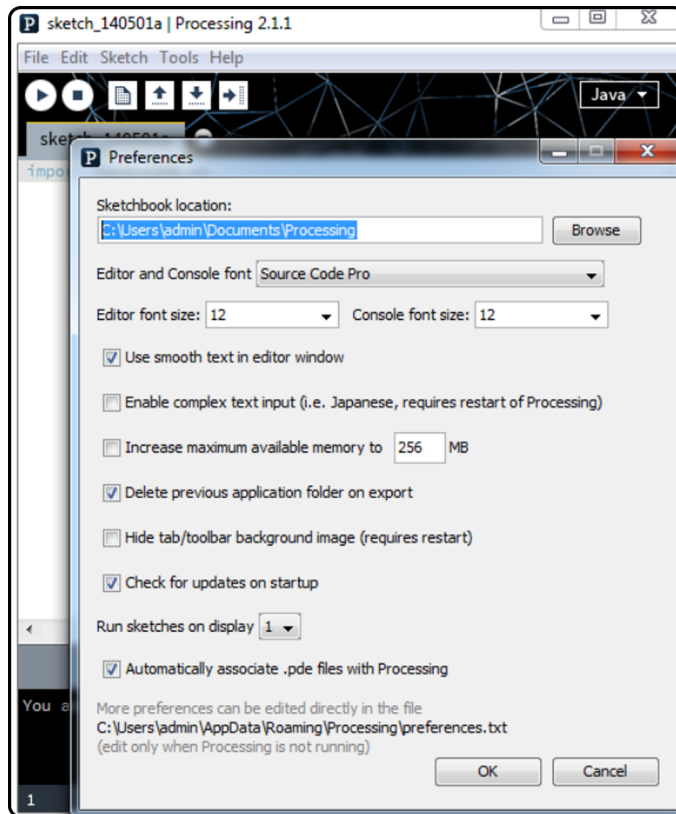 sketch_140501a | Processing 2.1.1
File Edit Sketch Tools Help
Java
sketch_140501a
Preferences
impor
Sketchbook location:
C:\Users\admin\Documents\Processing
Browse
Editor and Console font Source Code Pro
Editor font size: 12 Console font size: 12
Use smooth text in editor window
Enable complex text input (i.e. Japanese, requires restart of Processing)
Increase maximum available memory to 256 MB
Delete previous application folder on export
Hide tab/toolbar background image (requires restart)
Check for updates on startup
Run sketches on display 1
Automatically associate .pde files with Processing
You a
More preferences can be edited directly in the file
C:\Users\admin\AppData\Roaming\Processing\preferences.txt
(edit only when Processing is not running)
OK Cancel
1